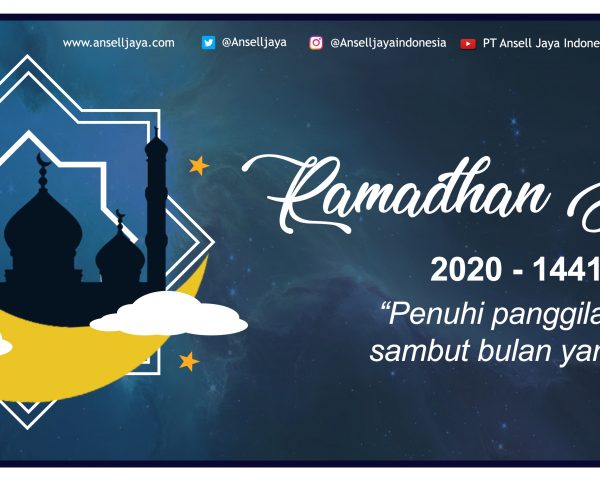 www.anselljaya.com @Anselljaya @Anselljayaindonesia PT Ansell Jaya Indone
Ramadhan
2020 - 1441
“Penuhi panggila
sambut bulan yan